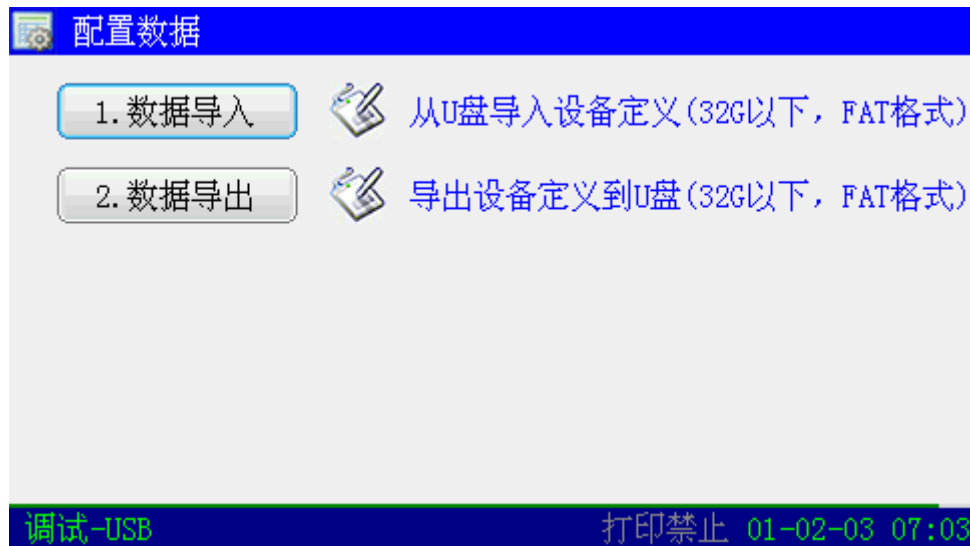 配置数据
1.数据导入 从U盘导入设备定义(32G以下，FAT格式)
2.数据导出 导出设备定义到U盘(32G以下，FAT格式)
调试-USB 打印禁止 01-02-03 07:03